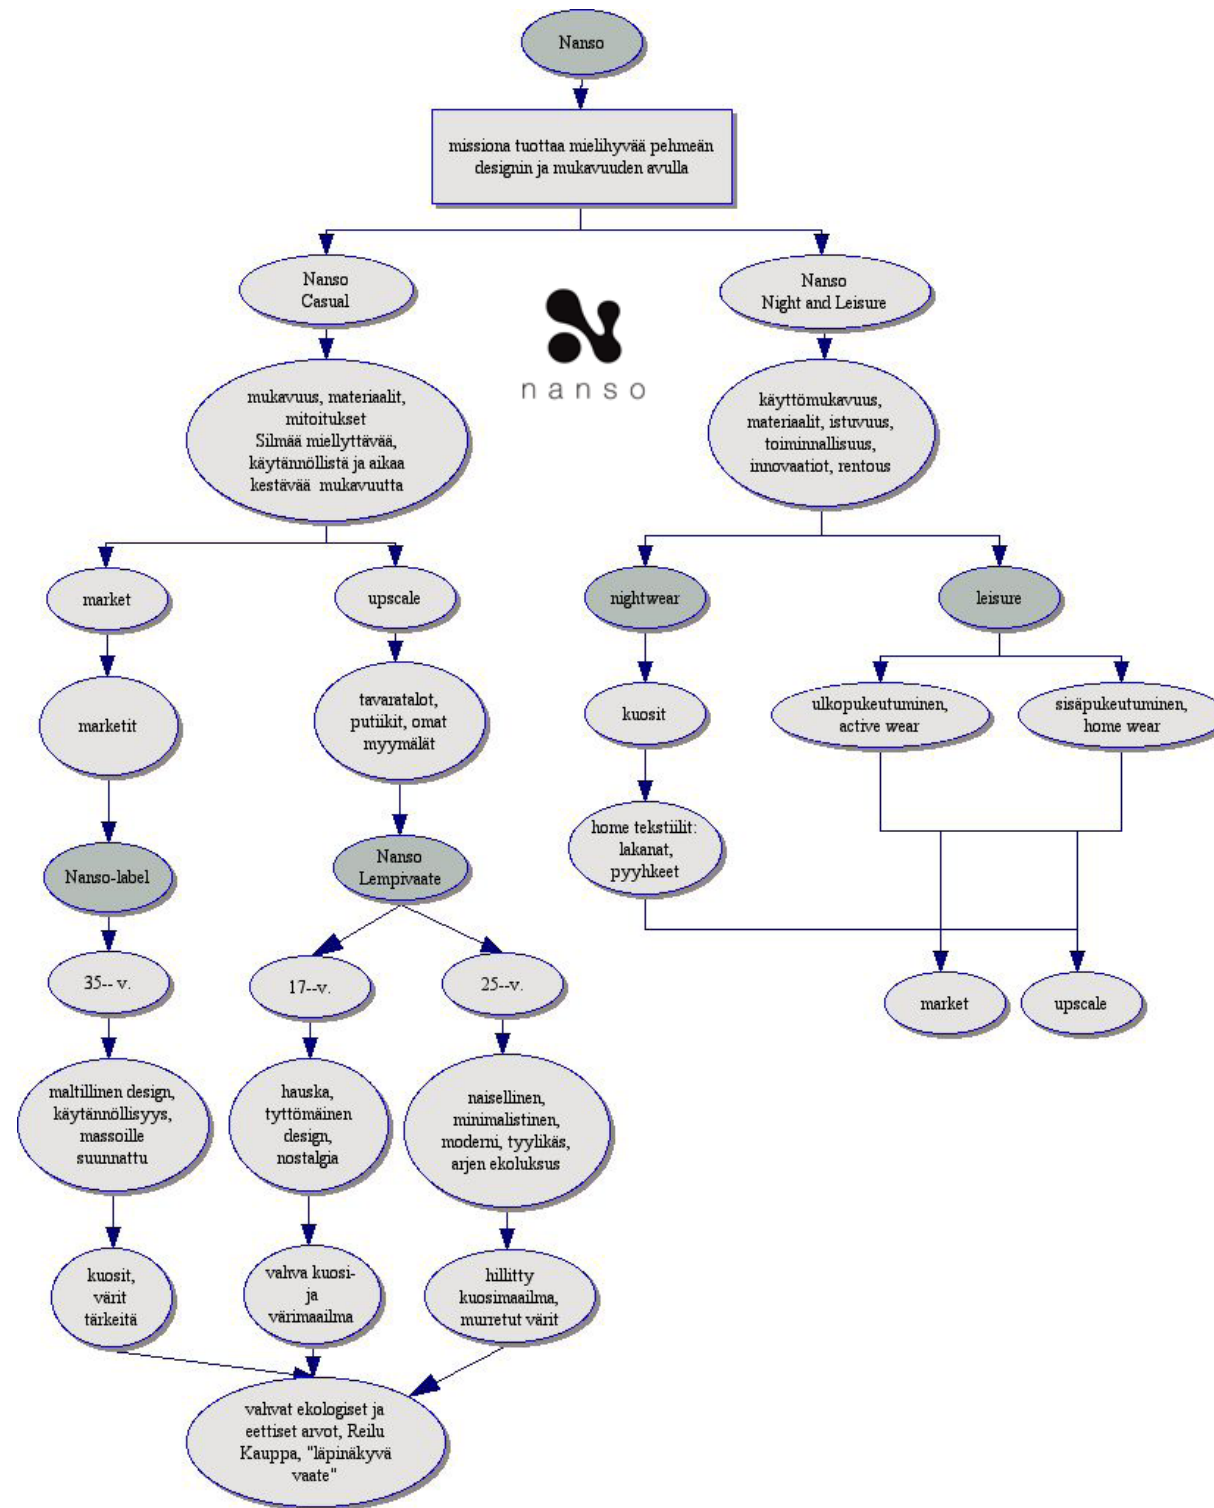 Nanso
missiona tuottaa mielihyvää pehmeän
designin ja mukavuuden avulla
Nanso
Casual
Nanso
Night and Leisure
nanso
mukavuus, materiaalit,
mitoitukset
Silmää miellyttävää,
käytännöllistä ja aikaa
kestävää mukavuutta
käyttömukavuus,
materiaalit, istuvuus,
toiminnallisuus,
innovaatiot, rentous
market
upscale
nightwear
leisure
marketit
tavaratalot,
putiikit, omat
myymälät
kuosit
ulkopukeutuminen,
active wear
sisäpukeutuminen,
home wear
home tekstiilit:
lakanat,
pyyhkeet
Nanso-label
Nanso
Lempivaate
35-- v.
17--v.
25--v.
market
upscale
maltillinen design,
käytännöllisyys,
massoille
suunnattu
hauska,
tyttömäinen
design,
nostalgia
naisellinen,
minimalistinen,
moderni, tyylikäs,
arjen ekoluksus
kuosit,
värit
tärkeitä
vahva kuosi-
ja
värimaailma
hillitty
kuosimaailma,
murretut värit
vahvat ekologiset ja
eettiset arvot, Reilu
Kauppa, "läpinäkyvä
vaate"